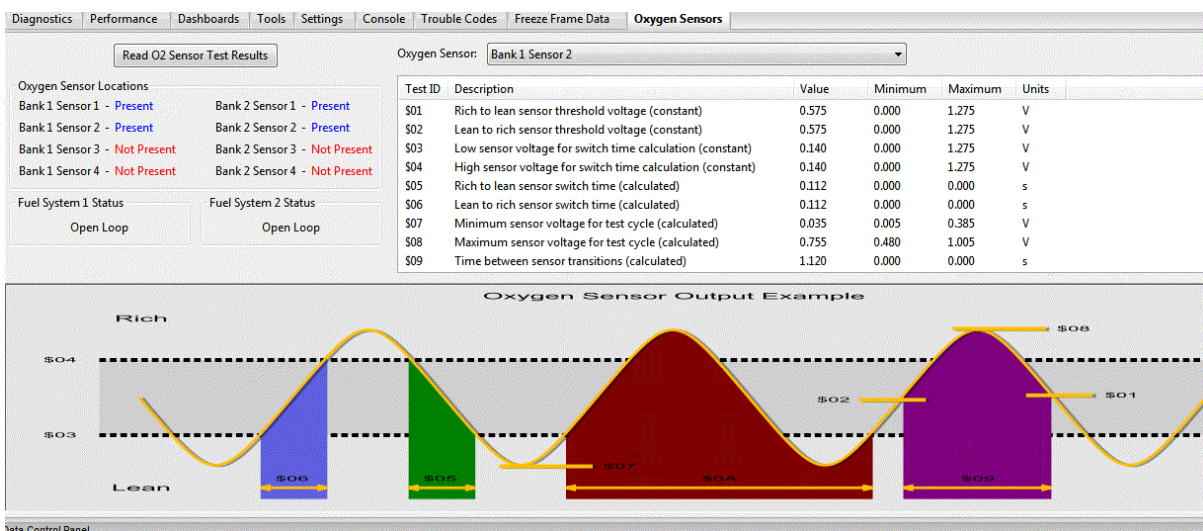 Diagnostics Performance Dashboards Tools Settings Console Trouble Codes Freeze Frame Data Oxygen Sensors
Read O2 Sensor Test Results
Oxygen Sensor: Bank 1 Sensor 2
Oxygen Sensor Locations
Bank 1 Sensor 1 - Present Bank 2 Sensor 1 - Present
Bank 1 Sensor 2 - Present Bank 2 Sensor 2 - Present
Bank 1 Sensor 3 - Not Present Bank 2 Sensor 3 - Not Present
Bank 1 Sensor 4 - Not Present Bank 2 Sensor 4 - Not Present
Fuel System 1 Status Fuel System 2 Status
Open Loop Open Loop
Test ID Description Value Minimum Maximum Units
$01 Rich to lean sensor threshold voltage (constant) 0.575 0.000 1.275 V
$02 Lean to rich sensor threshold voltage (constant) 0.575 0.000 1.275 V
$03 Low sensor voltage for switch time calculation (constant) 0.140 0.000 1.275 V
$04 High sensor voltage for switch time calculation (constant) 0.140 0.000 1.275 V
$05 Rich to lean sensor switch time (calculated) 0.112 0.000 0.000 s
$06 Lean to rich sensor switch time (calculated) 0.112 0.000 0.000 s
$07 Minimum sensor voltage for test cycle (calculated) 0.035 0.005 0.385 V
$08 Maximum sensor voltage for test cycle (calculated) 0.755 0.480 1.005 V
$09 Time between sensor transitions (calculated) 1.120 0.000 0.000 s
Oxygen Sensor Output Example
Rich
$08
$04
$02 $01
$03
$07
$06 $05 $0A $09
Lean
Data Control Panel